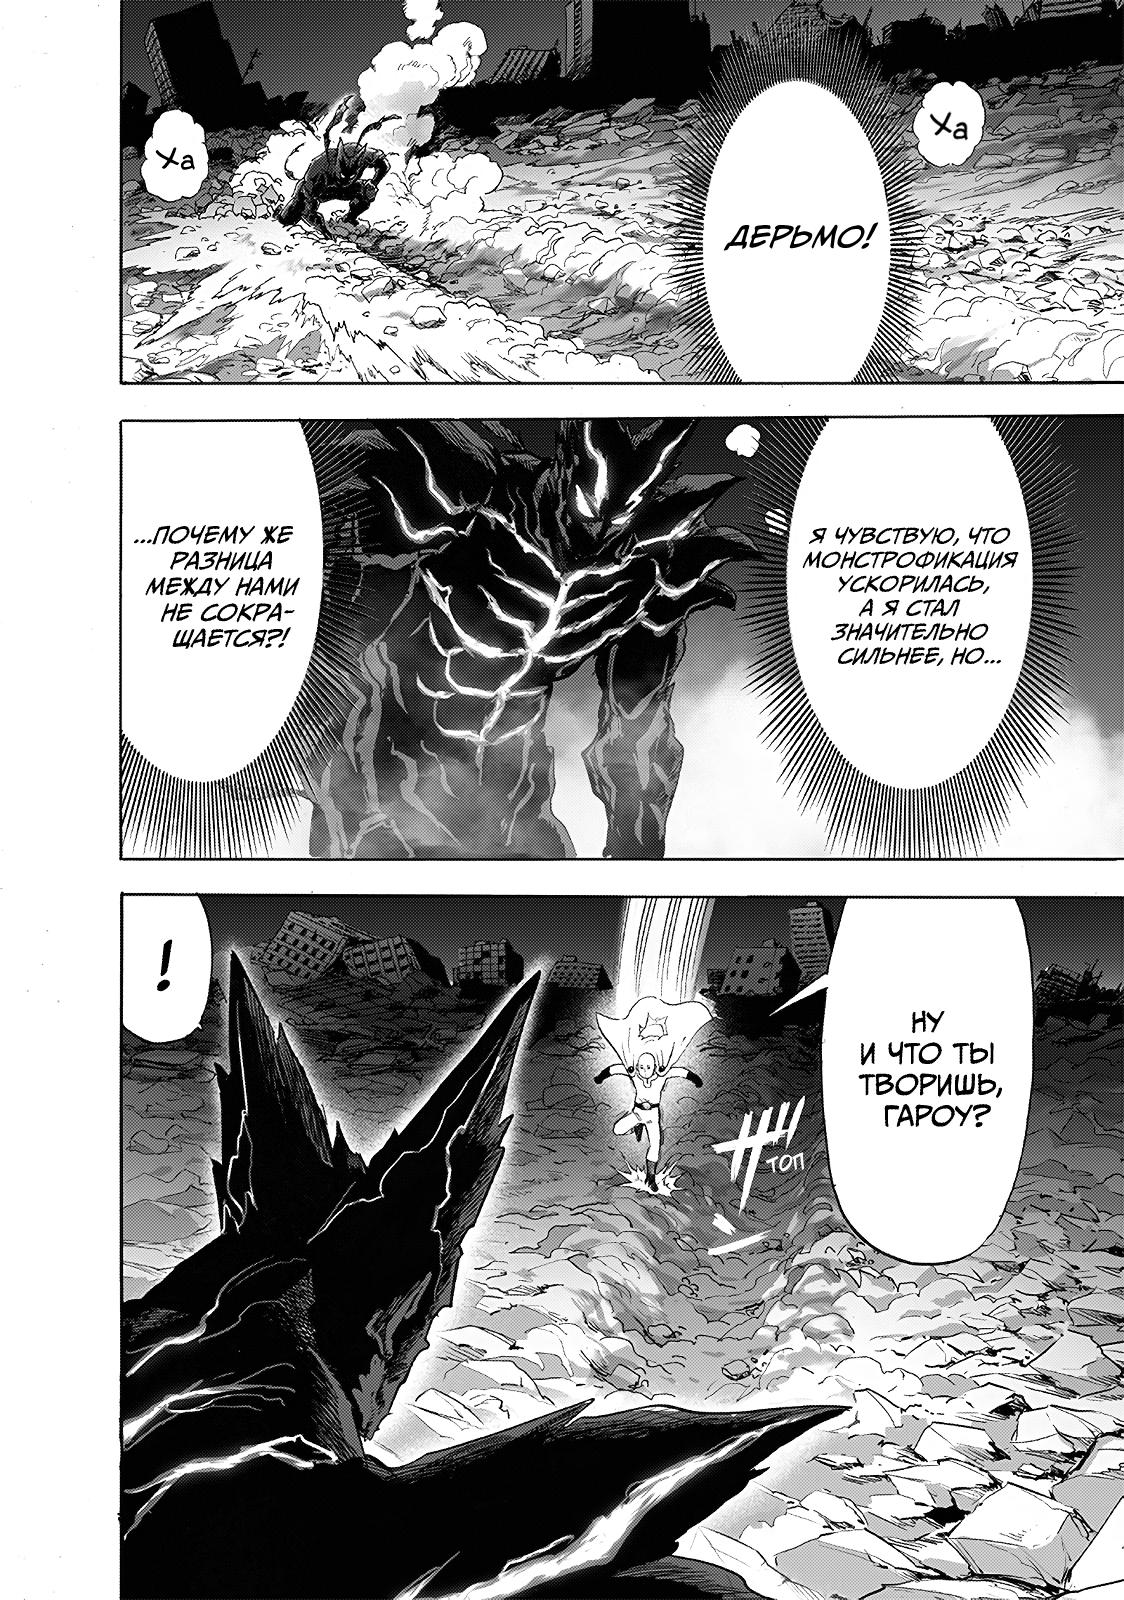 Ха
ДЕРЬМО!
Ха
Я ЧУВСТВУЮ, ЧТО
МОНСТРОФИКАЦИЯ
УСКОРИЛАСЬ,
А Я СТАЛ
ЗНАЧИТЕЛЬНО
СИЛЬНЕЕ, НО...
...ПОЧЕМУ ЖЕ
РАЗНИЦА
МЕЖДУ НАМИ
НЕ СОКРА-
ЩАЕТСЯ?!
НУ
И ЧТО ТЫ
ТВОРИШЬ,
ГАРОУ?
ТОП
!